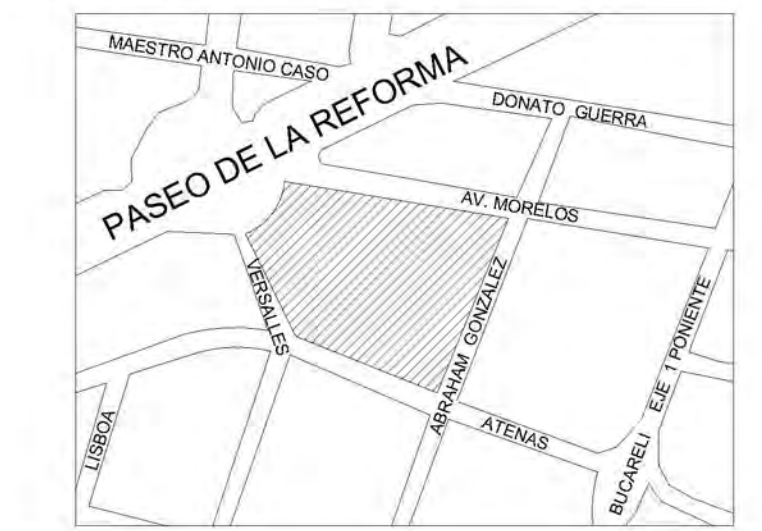 MAESTRO ANTONIO CASO
PASEO DE LA REFORMA
DONATO GUERRA
AV. MORELOS
VERSALLES
ABRAHAM GONZALEZ
EJE 1 PONIENTE
BUCARELI
ATENAS
LISBOA